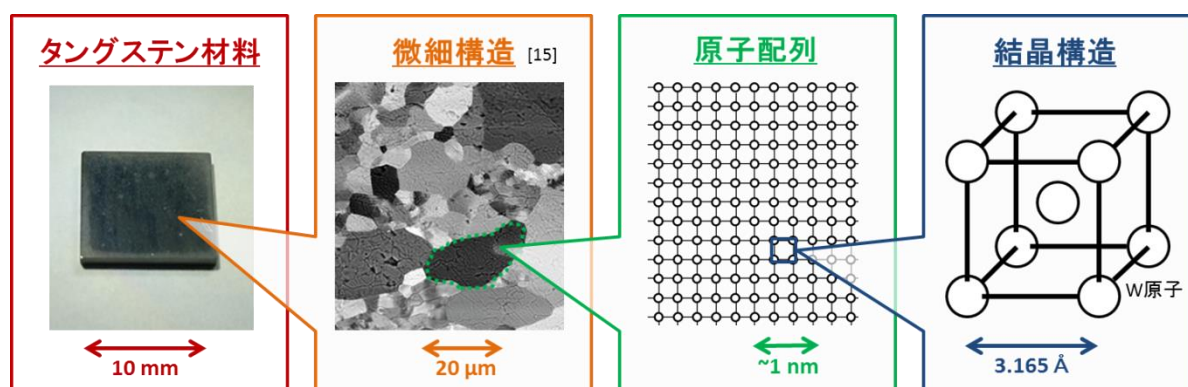 タングステン材料
10 mm
微細構造 [15]
20 μm
原子配列
~1 nm
結晶構造
W原子
3.165 Å